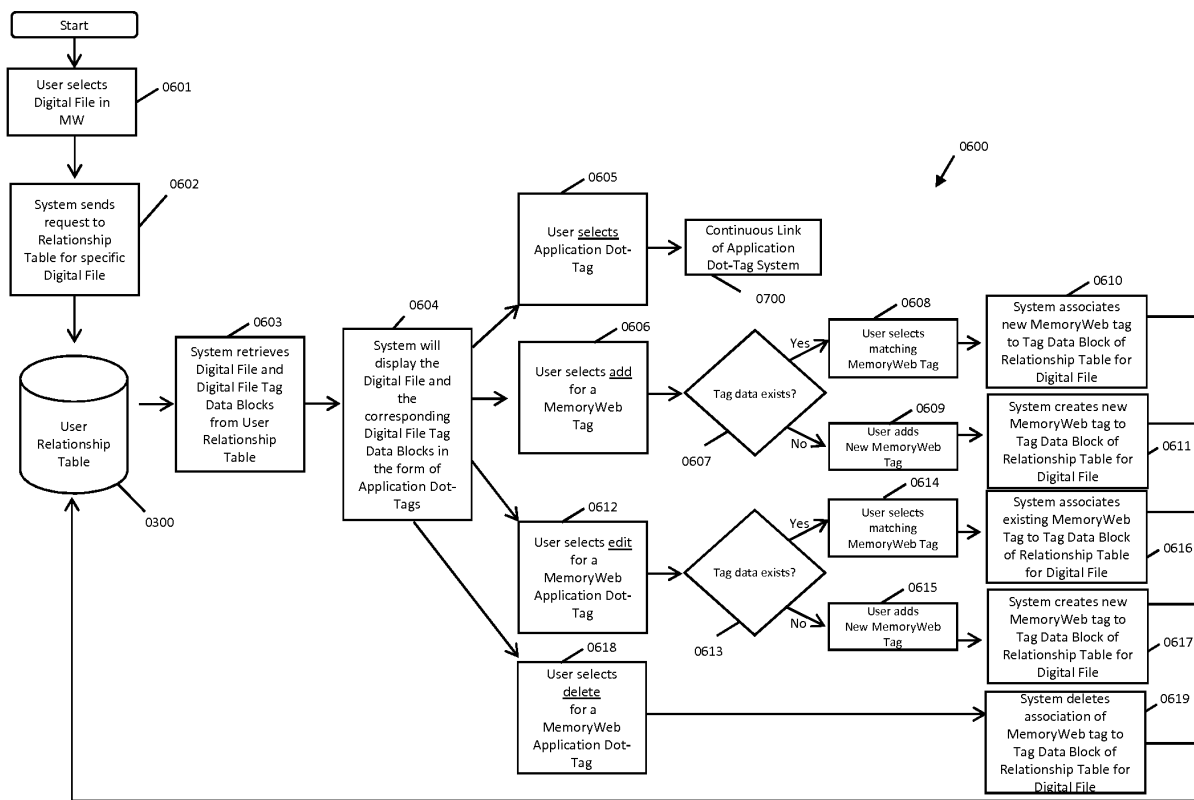 Start
User selects
Digital File in
MW
0601
System sends
request to
Relationship
Table for specific
Digital File
0602
User
Relationship
Table
0300
0603
System retrieves
Digital File and
Digital File Tag
Data Blocks
from User
Relationship
Table
0604
System will
display the
Digital File and
the
corresponding
Digital File Tag
Data Blocks in
the form of
Application Dot-
Tags
0600
0605
User selects
Application Dot-
Tag
Continuous Link
of Application
Dot-Tag System
0700
0606
User selects add
for a
MemoryWeb
Tag
Tag data exists?
0607
Yes
No
0608
User selects
matching
MemoryWeb Tag
0609
User adds
New MemoryWeb
Tag
0610
System associates
new MemoryWeb tag
to Tag Data Block of
Relationship Table for
Digital File
System creates new
MemoryWeb tag to
Tag Data Block of
Relationship Table for
Digital File
0611
0612
User selects edit
for a
MemoryWeb
Application Dot-
Tag
Tag data exists?
0613
Yes
No
0614
User selects
matching
MemoryWeb Tag
0615
User adds
New MemoryWeb
Tag
System associates
existing MemoryWeb
Tag to Tag Data Block
of Relationship Table
for Digital File
0616
System creates new
MemoryWeb tag to
Tag Data Block of
Relationship Table for
Digital File
0617
0618
User selects
delete
for a
MemoryWeb
Application Dot-
Tag
System deletes
association of
MemoryWeb tag to
Tag Data Block of
Relationship Table for
Digital File
0619